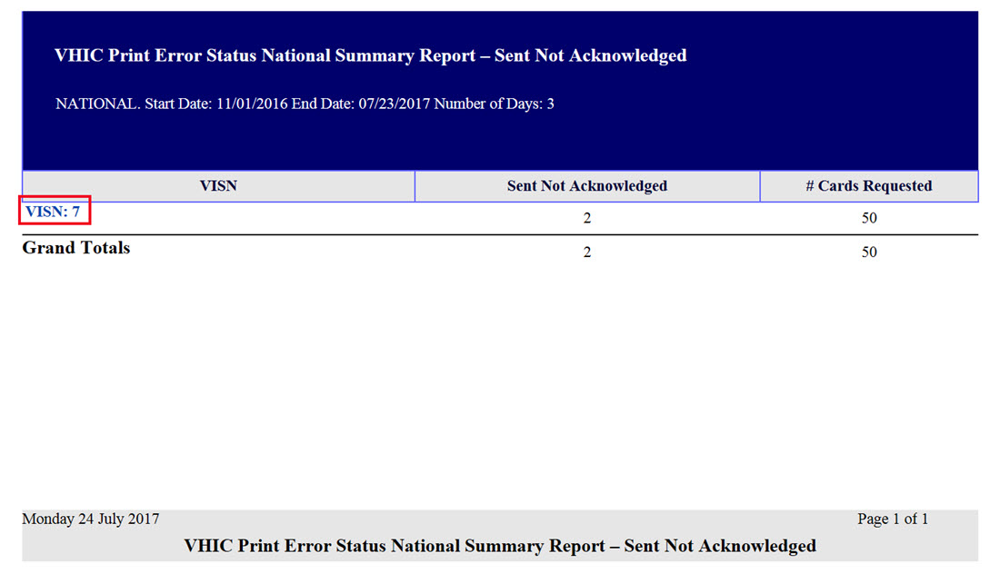 VHIC Print Error Status National Summary Report – Sent Not Acknowledged
NATIONAL. Start Date: 11/01/2016 End Date: 07/23/2017 Number of Days: 3
VISN Sent Not Acknowledged # Cards Requested
VISN: 7 2 50
Grand Totals 2 50
Monday 24 July 2017 Page 1 of 1
VHIC Print Error Status National Summary Report – Sent Not Acknowledged